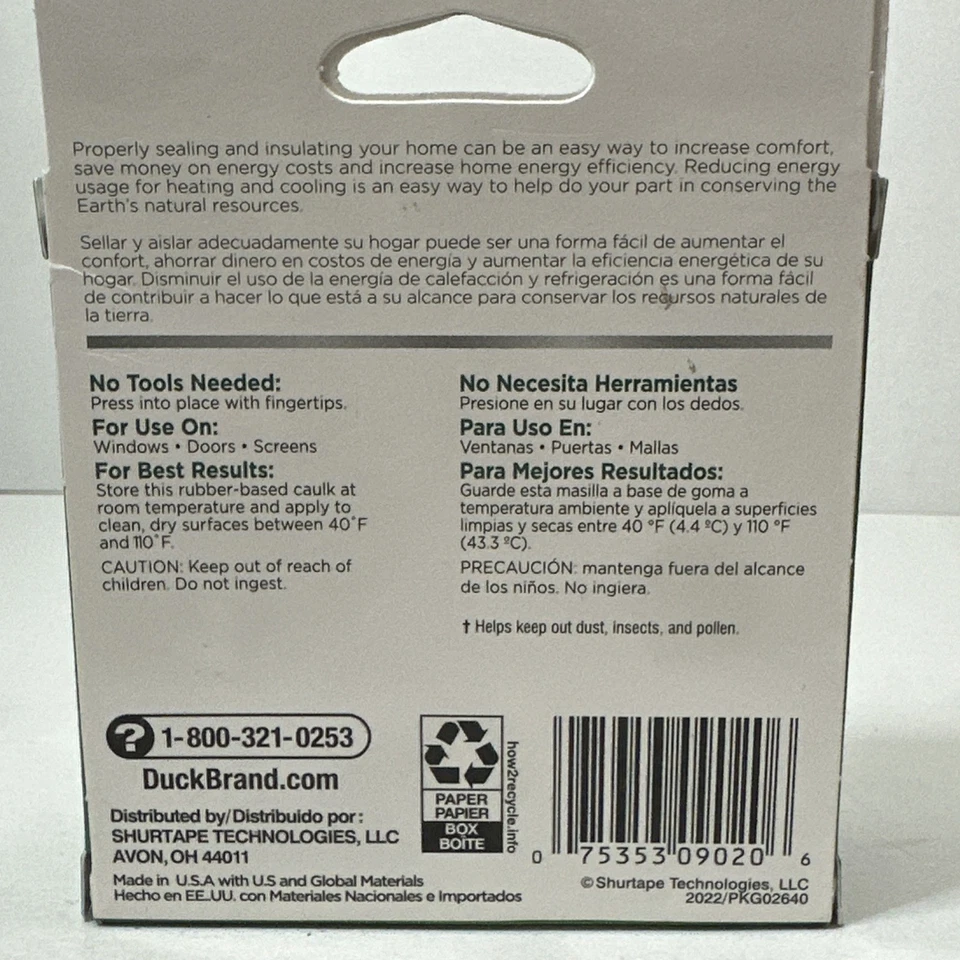 Properly sealing and insulating your home can be an easy way to increase comfort,
save money on energy costs and increase home energy efficiency. Reducing energy
usage for heating and cooling is an easy way to help do your part in conserving the
Earth's natural resources.
Sellar y aislar adecuadamente su hogar puede ser una forma fácil de aumentar el
confort, ahorrar dinero en costos de energía y aumentar la eficiencia energética de su
hogar. Disminuir el uso de la energía de calefacción y refrigeración es una forma fácil
de contribuir a hacer lo que está a su alcance para conservar los recursos naturales de
la tierra.
No Tools Needed:
Press into place with fingertips.
For Use On:
Windows • Doors • Screens
For Best Results:
Store this rubber-based caulk at
room temperature and apply to
clean, dry surfaces between 40°F
and 110°F.
CAUTION: Keep out of reach of
children. Do not ingest.
No Necesita Herramientas
Presione en su lugar con los dedos.
Para Uso En:
Ventanas • Puertas • Mallas
Para Mejores Resultados:
Guarde esta masilla a base de goma a
temperatura ambiente y aplíquela a superficies
limpias y secas entre 40 °F (4.4 ºC) y 110 °F
(43.3 ºC).
PRECAUCIÓN: mantenga fuera del alcance
de los niños. No ingiera.
† Helps keep out dust, insects, and pollen.
? 1-800-321-0253
DuckBrand.com
Distributed by/Distribuido por:
SHURTAPE TECHNOLOGIES, LLC
AVON, OH 44011
Made in U.S.A with U.S and Global Materials
Hecho en EE.UU. con Materiales Nacionales e Importados
PAPER
PAPIER
BOX
BOÎTE
how2recycle.info
0 75353 09020 6
©Shurtape Technologies, LLC
2022/PKG02640